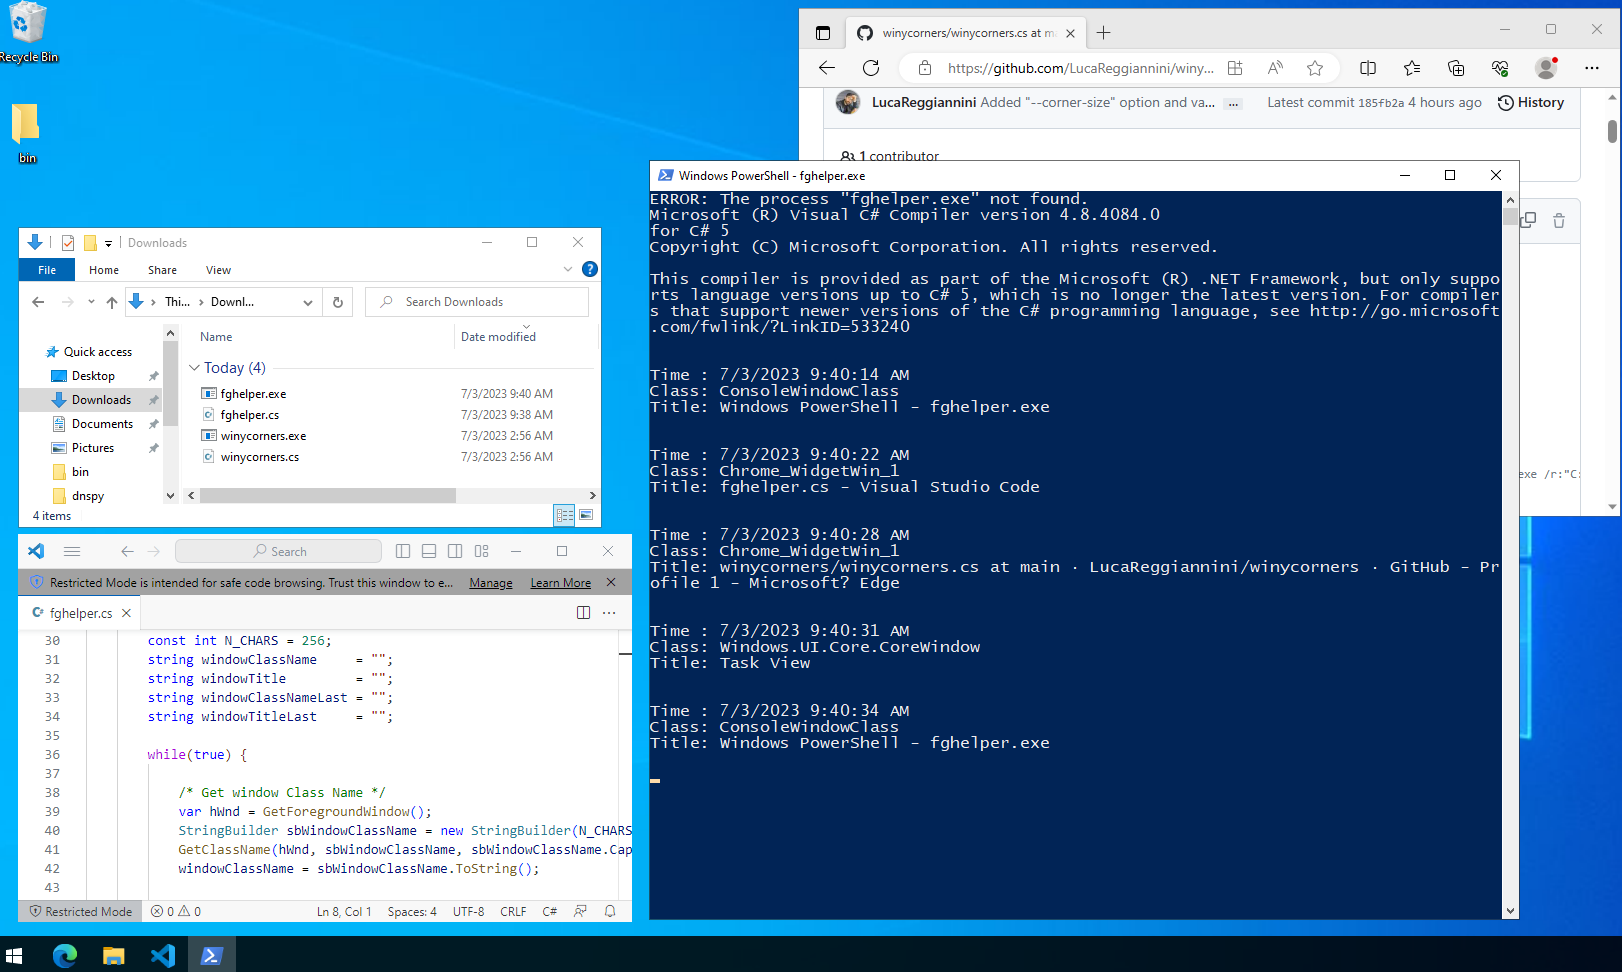 Recycle Bin
bin
winycorners/winycorners.cs at ma
https://github.com/LucaReggiannini/winy...
LucaReggiannini Added "--corner-size" option and va... ... Latest commit 185fb2a 4 hours ago History
1 contributor
exe /r:"C:
Downloads
File Home Share View
Thi... Downl... Search Downloads
Name Date modified
Quick access
Desktop
Downloads
Documents
Pictures
bin
dnspy
Today (4)
fghelper.exe 7/3/2023 9:40 AM
fghelper.cs 7/3/2023 9:38 AM
winycorners.exe 7/3/2023 2:56 AM
winycorners.cs 7/3/2023 2:56 AM
4 items
Search
Restricted Mode is intended for safe code browsing. Trust this window to e... Manage Learn More
C# fghelper.cs
30 const int N_CHARS = 256;
31 string windowClassName     = "";
32 string windowTitle         = "";
33 string windowClassNameLast = "";
34 string windowTitleLast     = "";
35
36 while(true) {
37
38 /* Get window Class Name */
39 var hWnd = GetForegroundWindow();
40 StringBuilder sbWindowClassName = new StringBuilder(N_CHARS
41 GetClassName(hWnd, sbWindowClassName, sbWindowClassName.Cap
42 windowClassName = sbWindowClassName.ToString();
43
Restricted Mode 0 0 Ln 8, Col 1 Spaces: 4 UTF-8 CRLF C#
Windows PowerShell - fghelper.exe
ERROR: The process "fghelper.exe" not found.
Microsoft (R) Visual C# Compiler version 4.8.4084.0
for C# 5
Copyright (C) Microsoft Corporation. All rights reserved.
This compiler is provided as part of the Microsoft (R) .NET Framework, but only suppo
rts language versions up to C# 5, which is no longer the latest version. For compiler
s that support newer versions of the C# programming language, see http://go.microsoft
.com/fwlink/?LinkID=533240
Time : 7/3/2023 9:40:14 AM
Class: ConsoleWindowClass
Title: Windows PowerShell - fghelper.exe
Time : 7/3/2023 9:40:22 AM
Class: Chrome_WidgetWin_1
Title: fghelper.cs - Visual Studio Code
Time : 7/3/2023 9:40:28 AM
Class: Chrome_WidgetWin_1
Title: winycorners/winycorners.cs at main · LucaReggiannini/winycorners · GitHub - Pr
ofile 1 - Microsoft? Edge
Time : 7/3/2023 9:40:31 AM
Class: Windows.UI.Core.CoreWindow
Title: Task View
Time : 7/3/2023 9:40:34 AM
Class: ConsoleWindowClass
Title: Windows PowerShell - fghelper.exe